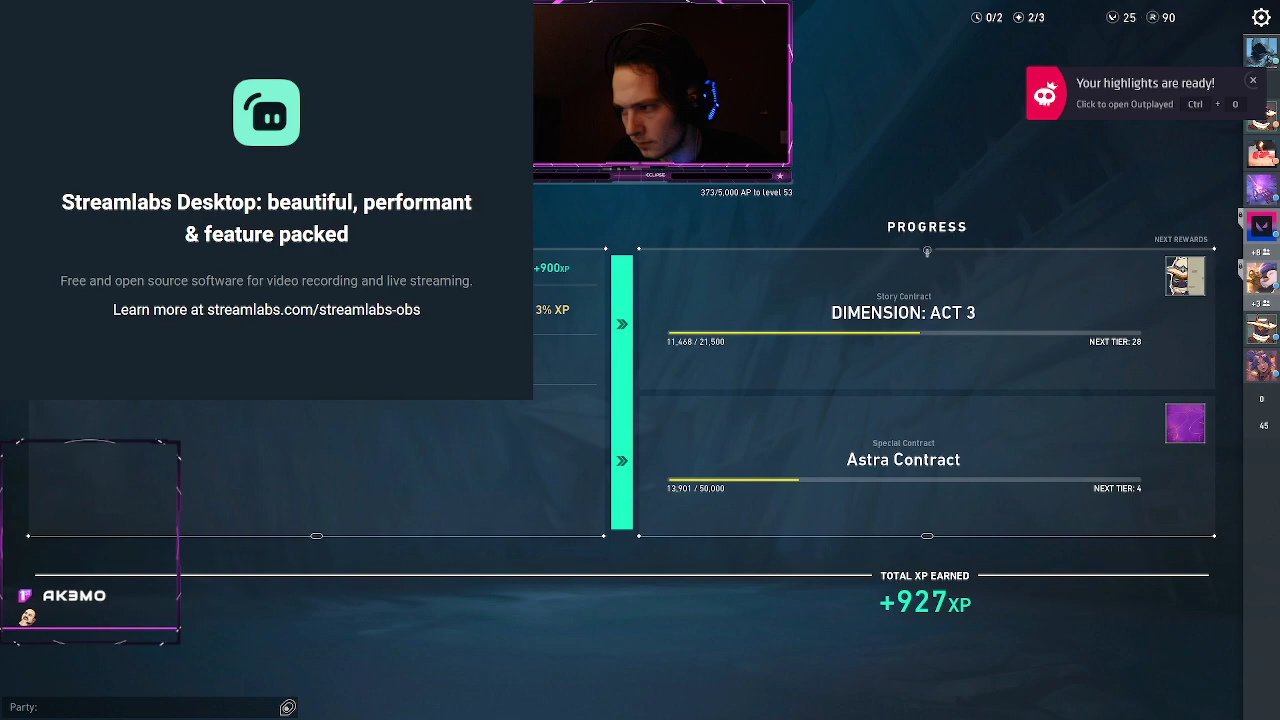 0/2 2/3 25 90
Your highlights are ready!
Click to open Outplayed Ctrl + O
Streamlabs Desktop: beautiful, performant
& feature packed
Free and open source software for video recording and live streaming.
Learn more at streamlabs.com/streamlabs-obs
ECLIPSE
373/5,000 AP to level 53
+900XP
3% XP
PROGRESS
NEXT REWARDS
Story Contract
DIMENSION: ACT 3
11,468 / 21,500 NEXT TIER: 28
Special Contract
Astra Contract
13,901 / 50,000 NEXT TIER: 4
+8
+3
D
45
TOTAL XP EARNED
+927XP
AK3MO
Party: